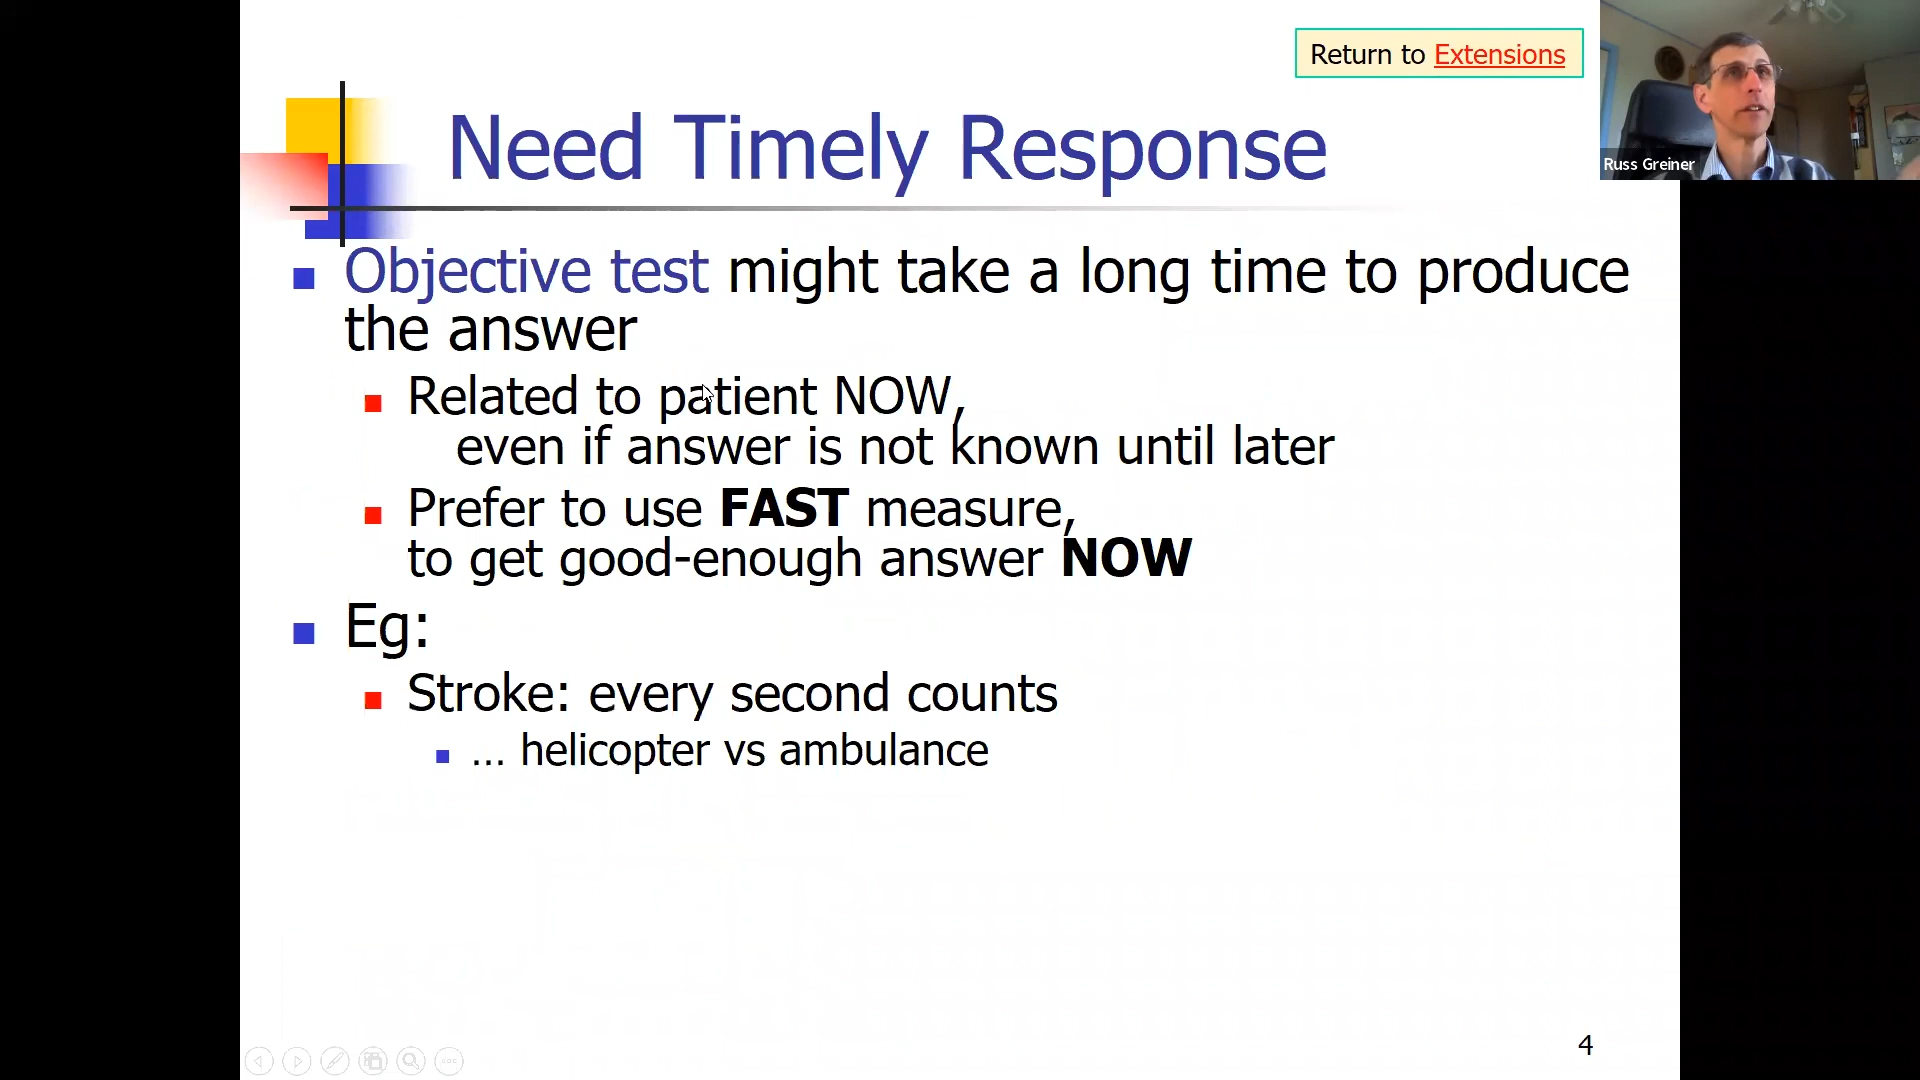 Return to Extensions
Russ Greiner
Need Timely Response
Objective test might take a long time to produce
the answer
Related to patient NOW,
even if answer is not known until later
Prefer to use FAST measure,
to get good-enough answer NOW
Eg:
Stroke: every second counts
... helicopter vs ambulance
4